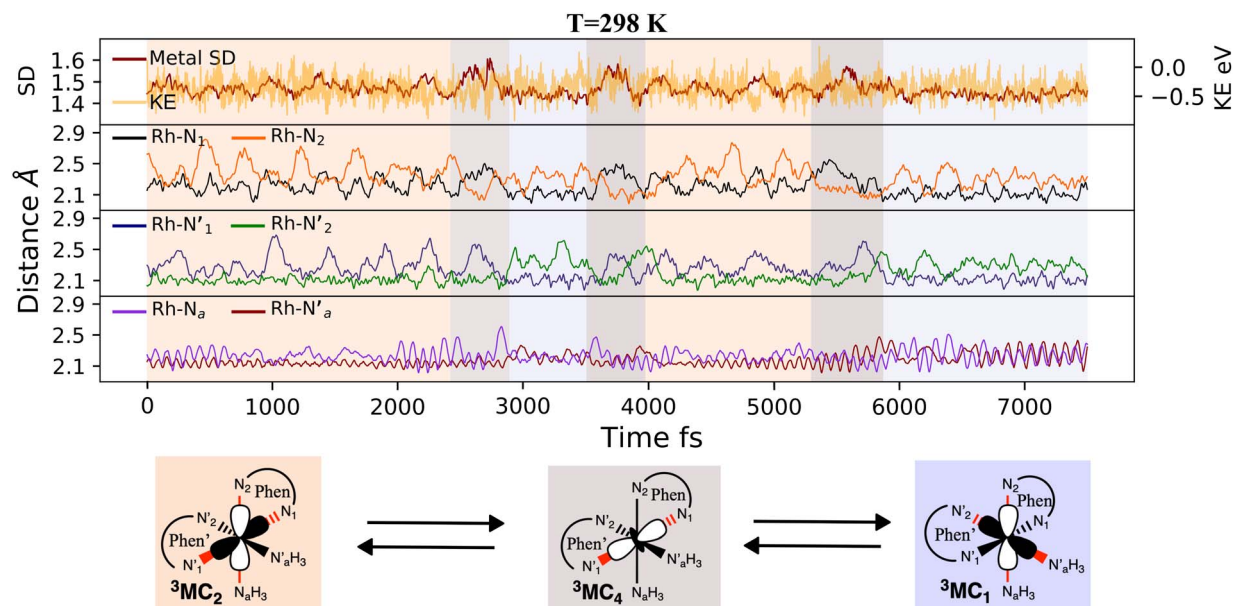 T=298 K
SD
1.6
1.5
1.4
Metal SD
KE
0.0
−0.5
KE eV
Distance Å
2.9
2.5
2.1
Rh-N₁ Rh-N₂
2.9
2.5
2.1
Rh-N'₁ Rh-N'₂
2.9
2.5
2.1
Rh-Nₐ Rh-N'ₐ
0 1000 2000 3000 4000 5000 6000 7000
Time fs
N₂
Phen
N'₂
N₁
Phen'
N'₁
N'ₐH₃
NₐH₃
³MC₂
N₂
Phen
N'₂
N₁
Phen'
N'₁
N'ₐH₃
NₐH₃
³MC₄
N₂
Phen
N'₂
N₁
Phen'
N'₁
N'ₐH₃
NₐH₃
³MC₁